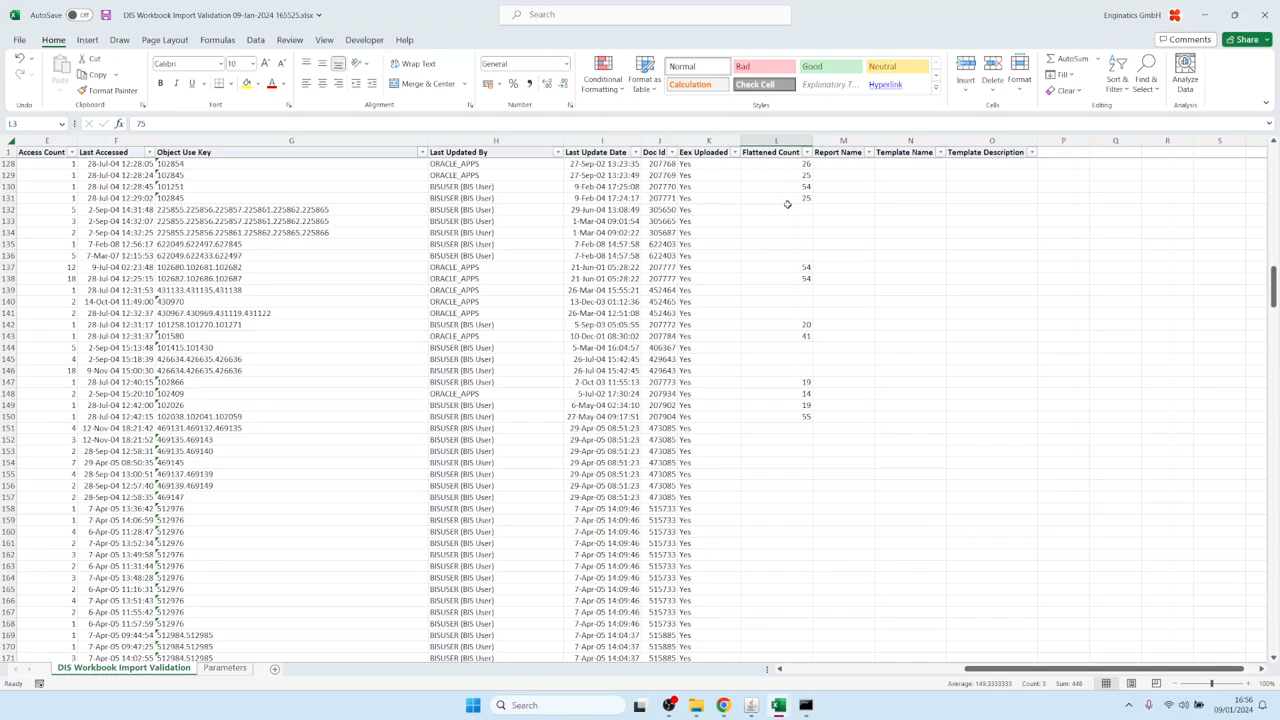 AutoSave Off DIS Workbook Import Validation 09-Jan-2024 165525.xlsx Search Enginatics GmbH
File Home Insert Draw Page Layout Formulas Data Review View Developer Help Comments Share
Paste Cut Copy Format Painter Calibri 10 Wrap Text Merge & Center General Conditional Formatting Format as Table Normal Bad Good Neutral Calculation Check Cell Explanatory T... Hyperlink Insert Delete Format AutoSum Fill Clear Sort & Filter Find & Select Analyze Data
Undo Clipboard Font Alignment Number Styles Cells Editing Analysis
L3 fx 75
E F G H I J K L M N O P Q R S
1 Access Count Last Accessed Object Use Key Last Updated By Last Update Date Doc Id Eex Uploaded Flattened Count Report Name Template Name Template Description
128 1 28-Jul-04 12:28:05 102854 ORACLE_APPS 27-Sep-02 13:23:35 207768 Yes 26
129 1 28-Jul-04 12:28:24 102845 ORACLE_APPS 27-Sep-02 13:23:49 207769 Yes 25
130 1 28-Jul-04 12:28:45 101251 BISUSER (BIS User) 9-Feb-04 17:25:08 207770 Yes 54
131 1 28-Jul-04 12:29:02 102845 BISUSER (BIS User) 9-Feb-04 17:24:17 207771 Yes 25
132 5 2-Sep-04 14:31:48 225855.225856.225857.225861.225862.225865 BISUSER (BIS User) 29-Jun-04 13:08:49 305650 Yes
133 3 2-Sep-04 14:32:07 225855.225856.225857.225861.225862.225865 BISUSER (BIS User) 1-Mar-04 09:01:54 305665 Yes
134 2 2-Sep-04 14:32:25 225855.225856.225861.225862.225865.225866 BISUSER (BIS User) 1-Mar-04 09:02:22 305687 Yes
135 1 7-Feb-08 12:56:17 622049.622497.627845 BISUSER (BIS User) 7-Feb-08 14:57:58 622403 Yes
136 5 7-Mar-07 12:15:53 622049.622433.622497 BISUSER (BIS User) 7-Feb-08 14:57:58 622403 Yes
137 12 9-Jul-04 02:23:48 102680.102681.102682 ORACLE_APPS 21-Jun-01 05:28:22 207777 Yes 54
138 18 28-Jul-04 12:25:15 102682.102686.102687 ORACLE_APPS 21-Jun-01 05:28:22 207777 Yes 54
139 1 28-Jul-04 12:31:53 431133.431135.431138 ORACLE_APPS 26-Mar-04 15:55:21 452464 Yes
140 2 14-Oct-04 11:49:00 430970 ORACLE_APPS 13-Dec-03 01:12:36 452465 Yes
141 2 28-Jul-04 12:32:37 430967.430969.431119.431122 ORACLE_APPS 26-Mar-04 12:51:08 452463 Yes
142 1 28-Jul-04 12:31:17 101258.101270.101271 BISUSER (BIS User) 5-Sep-03 05:05:55 207772 Yes 20
143 1 28-Jul-04 12:31:37 101580 ORACLE_APPS 10-Dec-01 08:30:02 207784 Yes 41
144 5 2-Sep-04 15:13:48 101415.101430 BISUSER (BIS User) 5-Mar-04 16:04:57 406367 Yes
145 4 2-Sep-04 15:18:39 426634.426635.426636 BISUSER (BIS User) 26-Jul-04 15:42:45 429643 Yes
146 18 9-Nov-04 15:00:30 426634.426635.426636 BISUSER (BIS User) 26-Jul-04 15:42:45 429643 Yes
147 1 28-Jul-04 12:40:15 102866 BISUSER (BIS User) 2-Oct-03 11:55:13 207773 Yes 19
148 2 2-Sep-04 15:20:10 102409 ORACLE_APPS 5-Jul-02 17:30:24 207934 Yes 14
149 1 28-Jul-04 12:42:00 102026 BISUSER (BIS User) 6-May-04 02:34:10 207902 Yes 19
150 1 28-Jul-04 12:42:15 102038.102041.102059 BISUSER (BIS User) 27-May-04 09:17:51 207904 Yes 55
151 4 12-Nov-04 18:21:42 469131.469132.469135 BISUSER (BIS User) 29-Apr-05 08:51:23 473085 Yes
152 3 12-Nov-04 18:21:52 469135.469143 BISUSER (BIS User) 29-Apr-05 08:51:23 473085 Yes
153 2 28-Sep-04 12:58:31 469135.469140 BISUSER (BIS User) 29-Apr-05 08:51:23 473085 Yes
154 7 29-Apr-05 08:50:35 469145 BISUSER (BIS User) 29-Apr-05 08:51:23 473085 Yes
155 4 28-Sep-04 13:00:51 469137.469139 BISUSER (BIS User) 29-Apr-05 08:51:23 473085 Yes
156 2 28-Sep-04 12:57:40 469139.469149 BISUSER (BIS User) 29-Apr-05 08:51:23 473085 Yes
157 2 28-Sep-04 12:58:35 469147 BISUSER (BIS User) 29-Apr-05 08:51:23 473085 Yes
158 1 7-Apr-05 13:36:42 512976 BISUSER (BIS User) 7-Apr-05 14:09:46 515733 Yes
159 1 7-Apr-05 14:06:59 512976 BISUSER (BIS User) 7-Apr-05 14:09:46 515733 Yes
160 4 6-Apr-05 11:28:47 512976 BISUSER (BIS User) 7-Apr-05 14:09:46 515733 Yes
161 2 7-Apr-05 13:52:34 512976 BISUSER (BIS User) 7-Apr-05 14:09:46 515733 Yes
162 3 7-Apr-05 13:49:58 512976 BISUSER (BIS User) 7-Apr-05 14:09:46 515733 Yes
163 2 6-Apr-05 11:31:44 512976 BISUSER (BIS User) 7-Apr-05 14:09:46 515733 Yes
164 3 7-Apr-05 13:48:28 512976 BISUSER (BIS User) 7-Apr-05 14:09:46 515733 Yes
165 2 6-Apr-05 11:16:31 512976 BISUSER (BIS User) 7-Apr-05 14:09:46 515733 Yes
166 4 7-Apr-05 13:51:43 512976 BISUSER (BIS User) 7-Apr-05 14:09:46 515733 Yes
167 2 6-Apr-05 11:55:42 512976 BISUSER (BIS User) 7-Apr-05 14:09:46 515733 Yes
168 1 6-Apr-05 11:57:59 512976 BISUSER (BIS User) 7-Apr-05 14:09:46 515733 Yes
169 1 7-Apr-05 09:44:54 512984.512985 BISUSER (BIS User) 7-Apr-05 14:04:37 515885 Yes
170 1 7-Apr-05 09:47:25 512984.512985 BISUSER (BIS User) 7-Apr-05 14:04:37 515885 Yes
171 3 7-Apr-05 14:02:55 512984.512985 BISUSER (BIS User) 7-Apr-05 14:04:37 515885 Yes
DIS Workbook Import Validation Parameters
Ready Average: 149.3333333 Count: 3 Sum: 448 100%
Search 16:56
09/01/2024